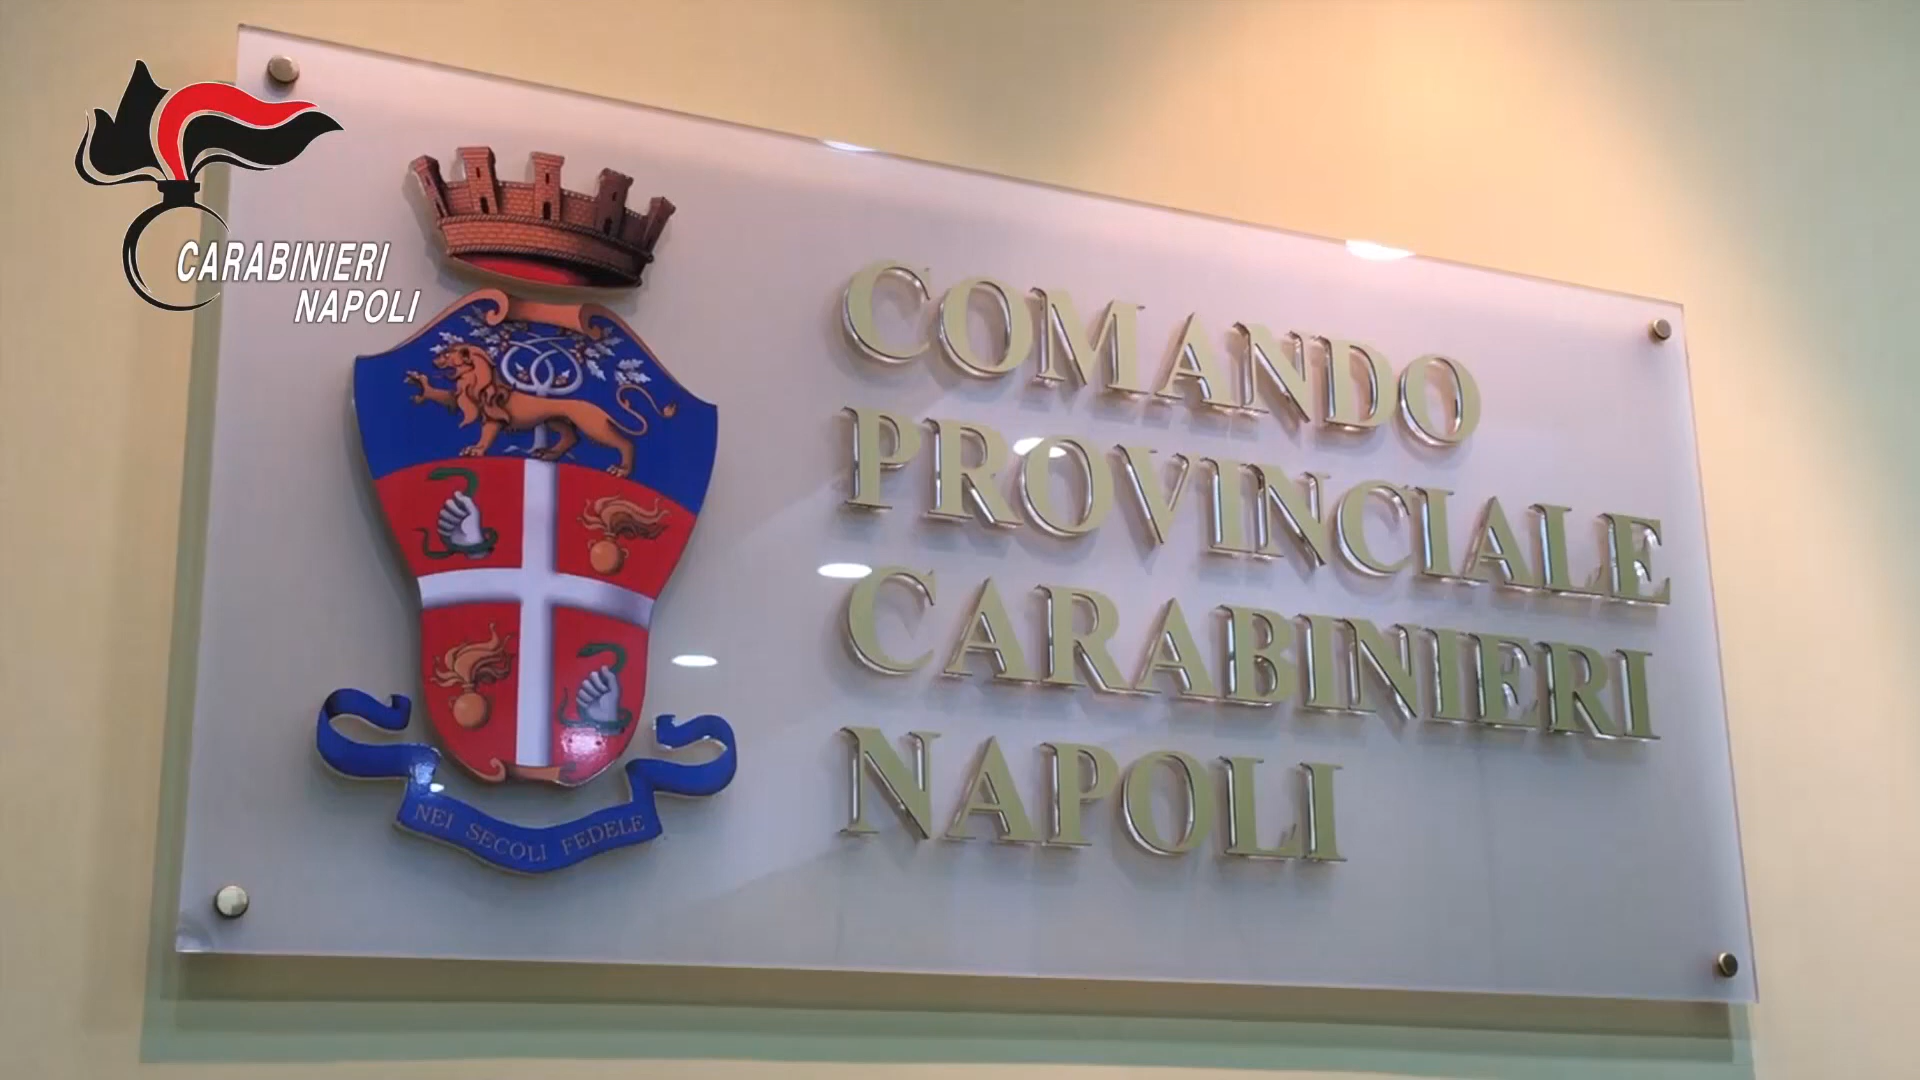 CARABINIERI
NAPOLI
COMANDO
PROVINCIALE
CARABINIERI
NAPOLI
NEI SECOLI FEDELE